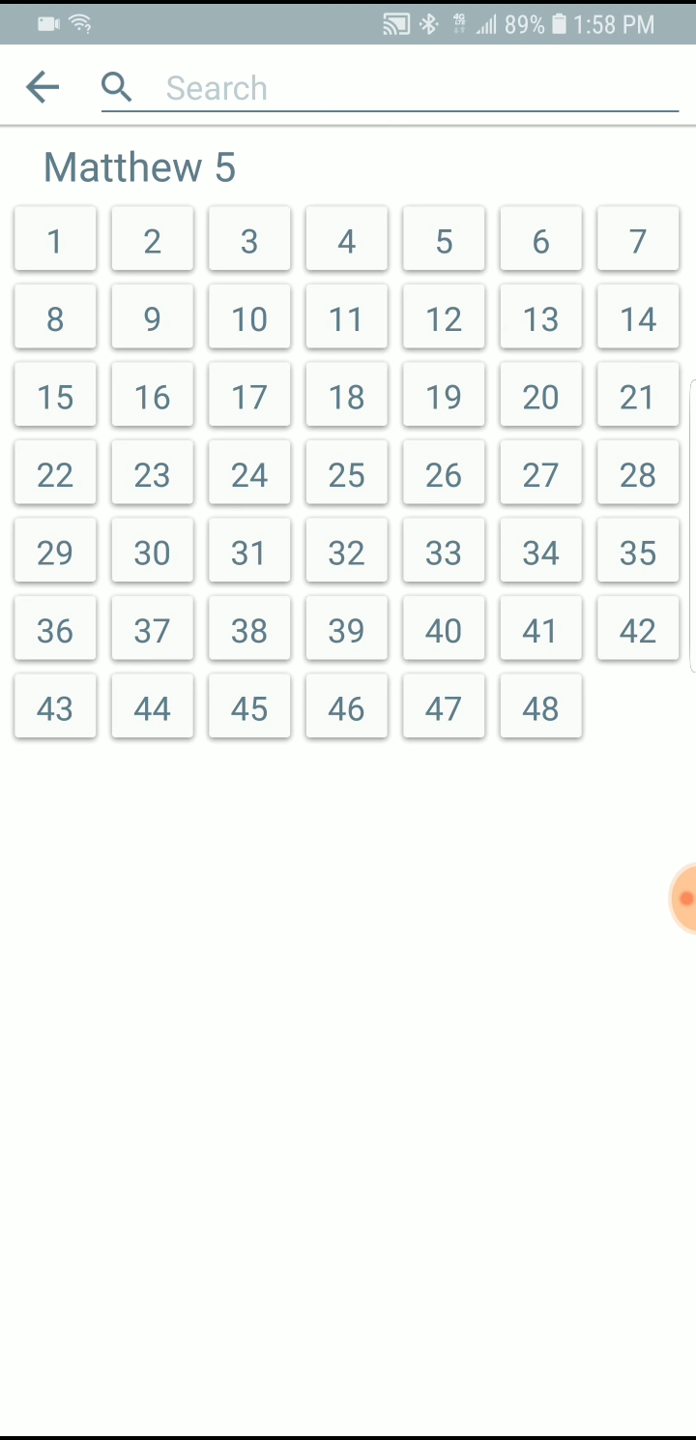 89% 1:58 PM
Search
Matthew 5
1 2 3 4 5 6 7
8 9 10 11 12 13 14
15 16 17 18 19 20 21
22 23 24 25 26 27 28
29 30 31 32 33 34 35
36 37 38 39 40 41 42
43 44 45 46 47 48